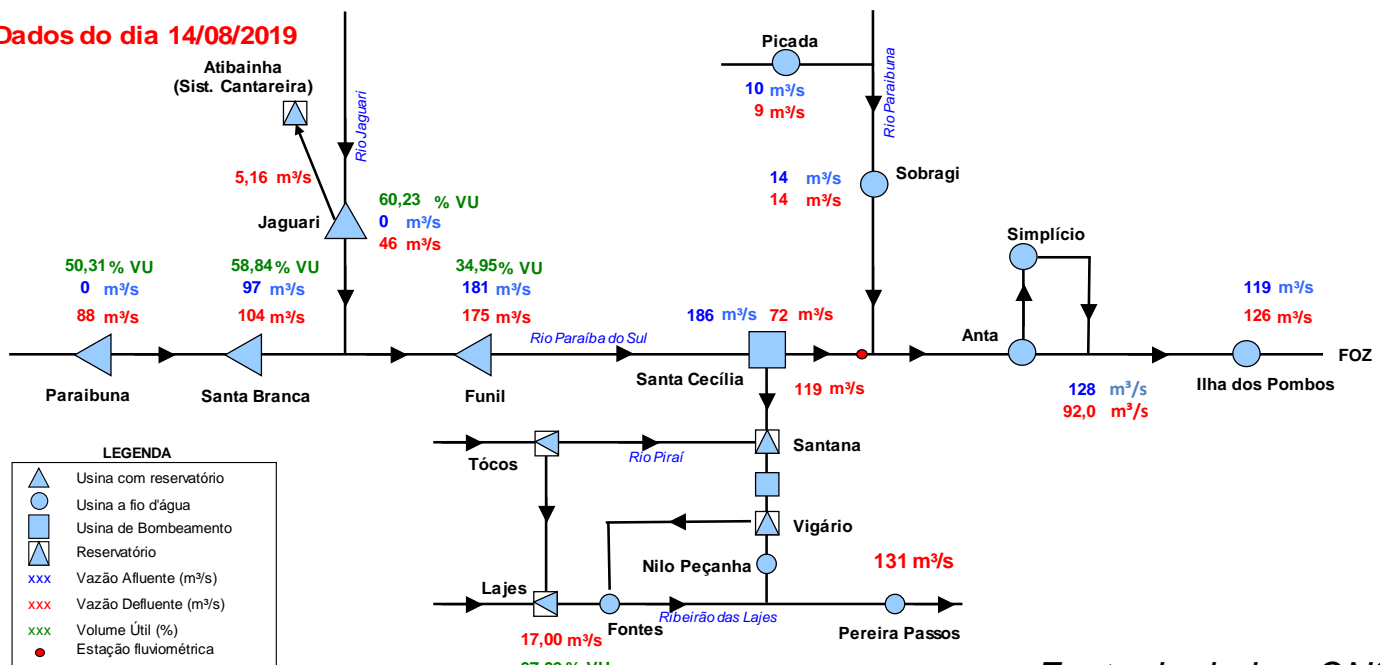 Dados do dia 14/08/2019
Atibainha
(Sist. Cantareira)
Rio Jaguari
5,16 m³/s
Jaguari
60,23 % VU
0 m³/s
46 m³/s
Picada
10 m³/s
9 m³/s
Rio Paraibuna
14 m³/s
14 m³/s
Sobragi
50,31 % VU
0 m³/s
88 m³/s
Paraibuna
58,84 % VU
97 m³/s
104 m³/s
Santa Branca
34,95 % VU
181 m³/s
175 m³/s
Funil
Rio Paraíba do Sul
186 m³/s 72 m³/s
Santa Cecília
119 m³/s
Simplício
Anta
128 m³/s
92,0 m³/s
119 m³/s
126 m³/s
Ilha dos Pombos
FOZ
Tócos
Rio Piraí
Santana
Vigário
Nilo Peçanha
131 m³/s
Lajes
Fontes
Ribeirão das Lajes
Pereira Passos
17,00 m³/s
LEGENDA
Usina com reservatório
Usina a fio d'água
Usina de Bombeamento
Reservatório
xxx Vazão Afluente (m³/s)
xxx Vazão Defluente (m³/s)
xxx Volume Útil (%)
Estação fluviométrica